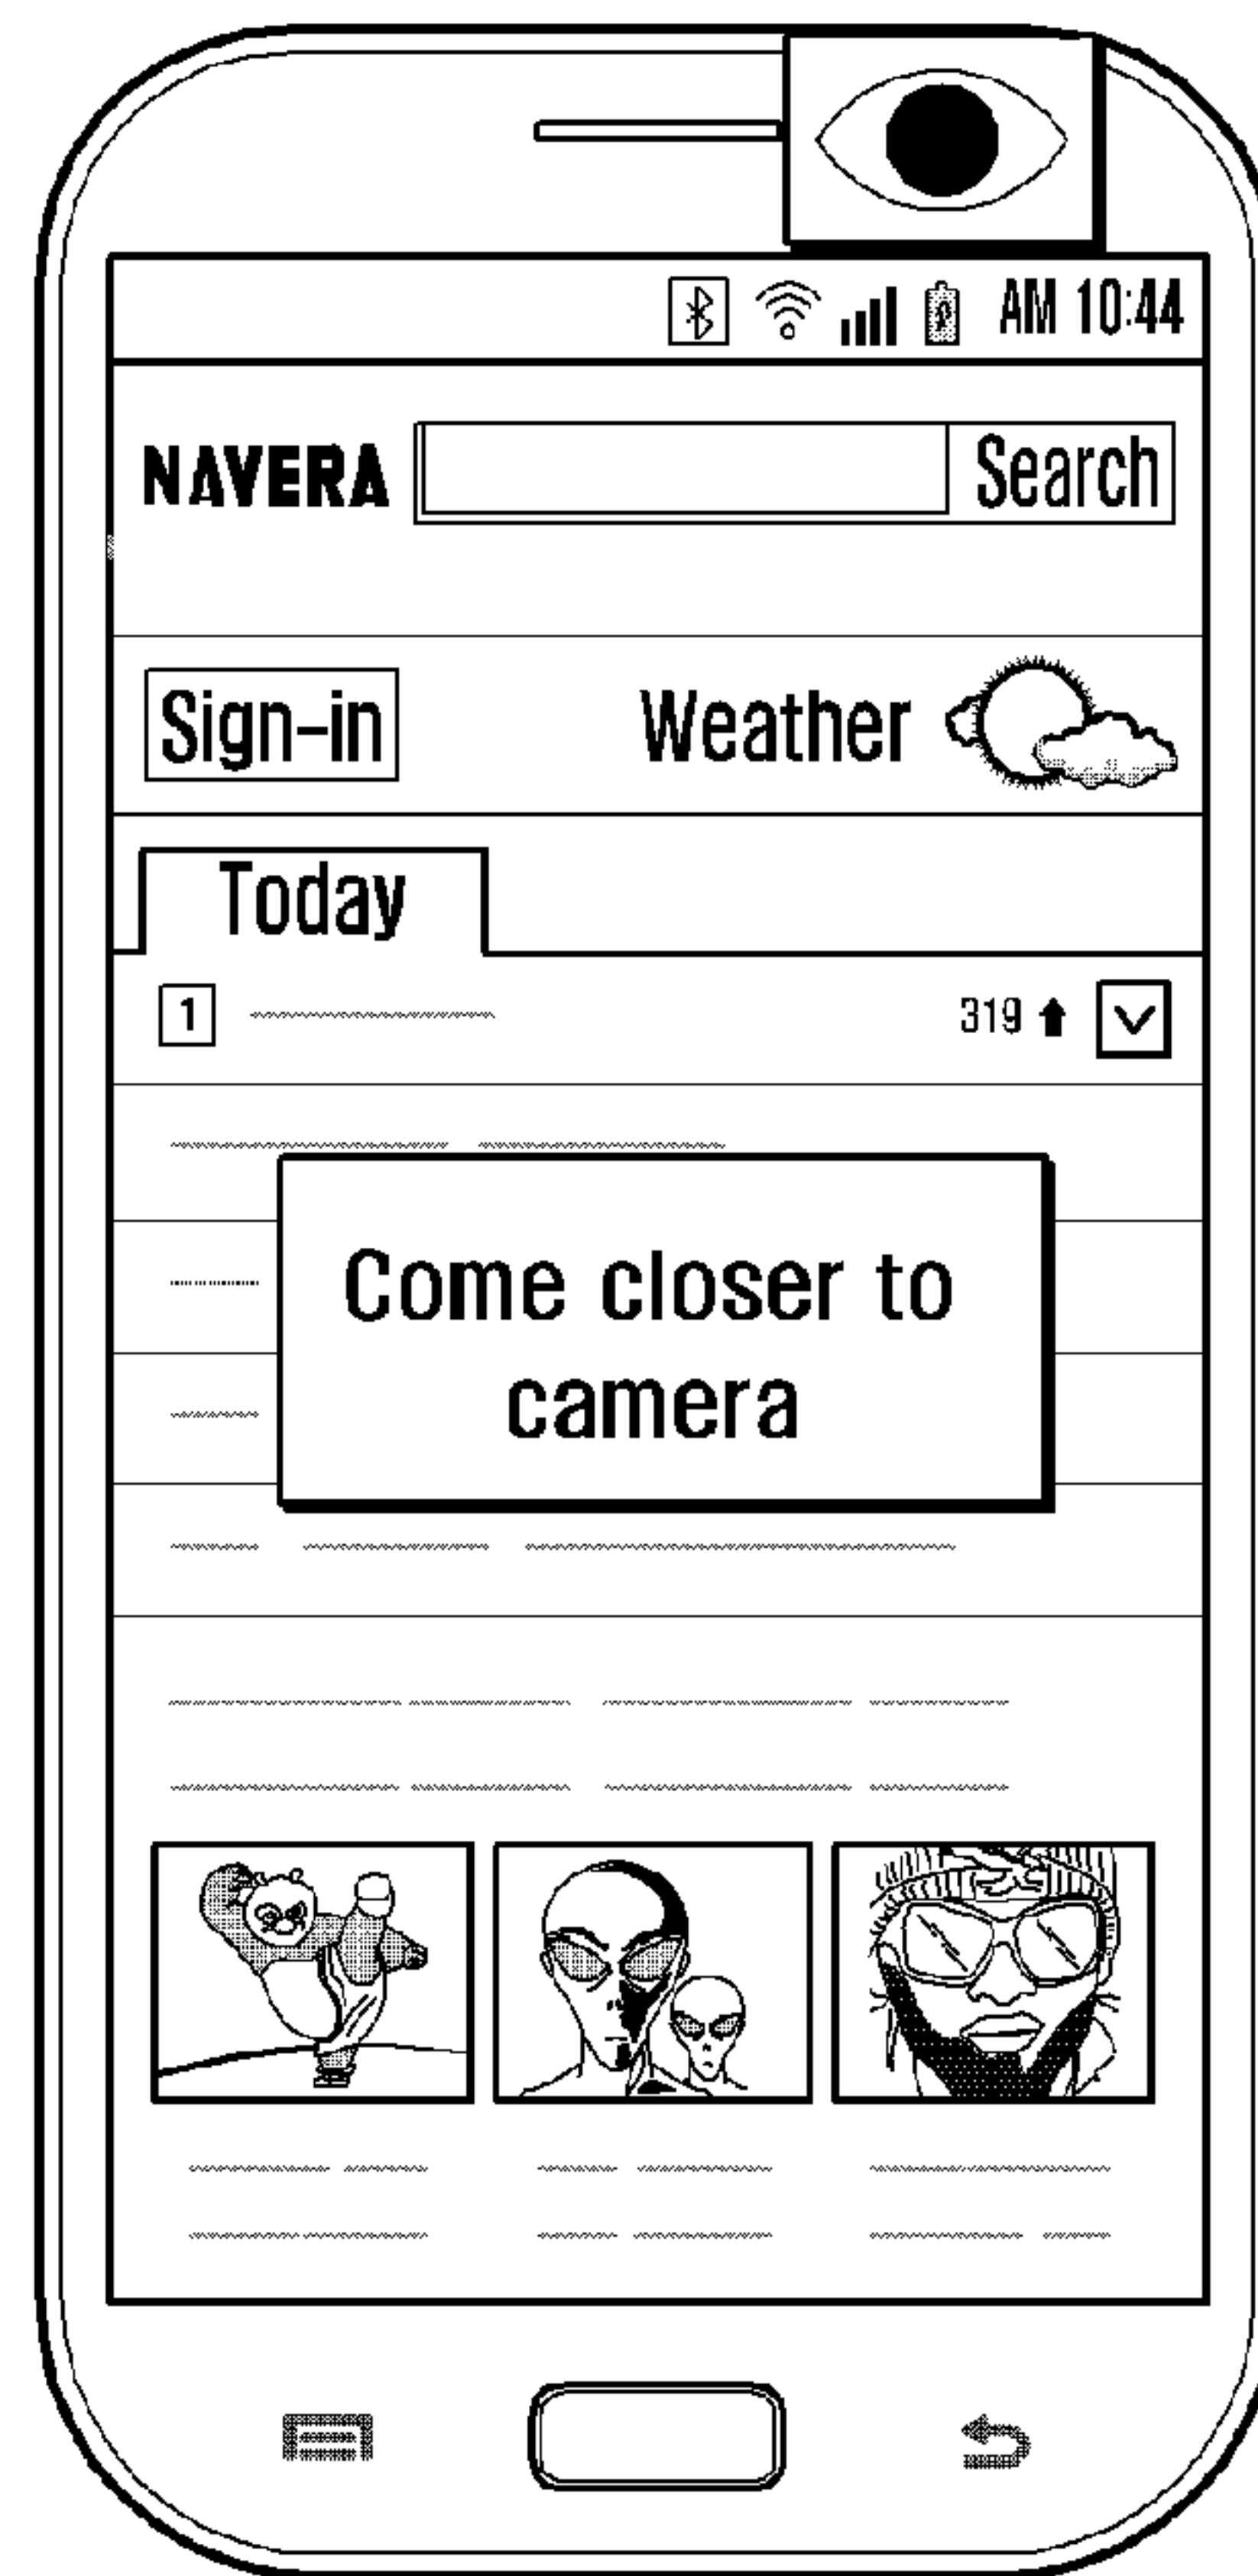 AM 10:44
NAVERA Search
Sign-in Weather
Today
1 319
Come closer to
camera